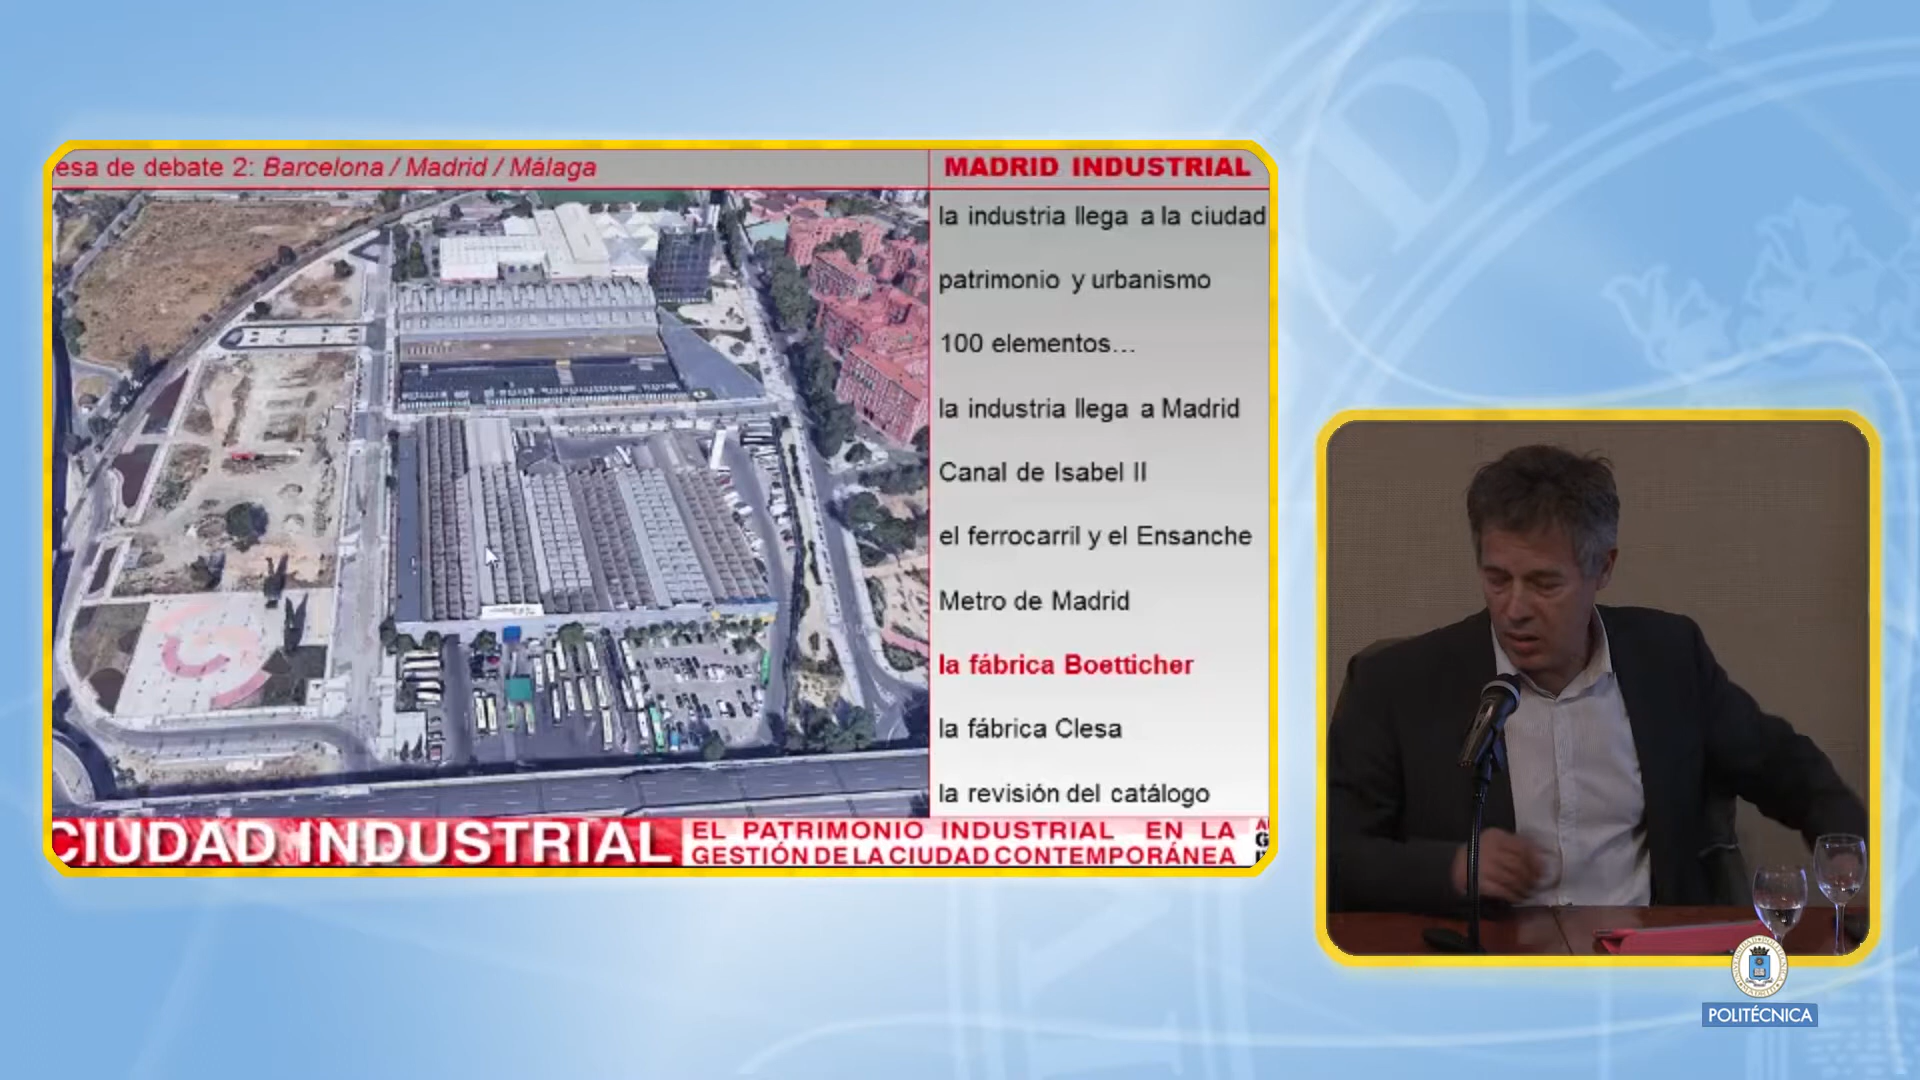 esa de debate 2: Barcelona / Madrid / Málaga
MADRID INDUSTRIAL
la industria llega a la ciudad
patrimonio y urbanismo
100 elementos...
la industria llega a Madrid
Canal de Isabel II
el ferrocarril y el Ensanche
Metro de Madrid
la fábrica Boetticher
la fábrica Clesa
la revisión del catálogo
CIUDAD INDUSTRIAL
EL PATRIMONIO INDUSTRIAL EN LA
GESTIÓN DE LA CIUDAD CONTEMPORÁNEA
POLITÉCNICA